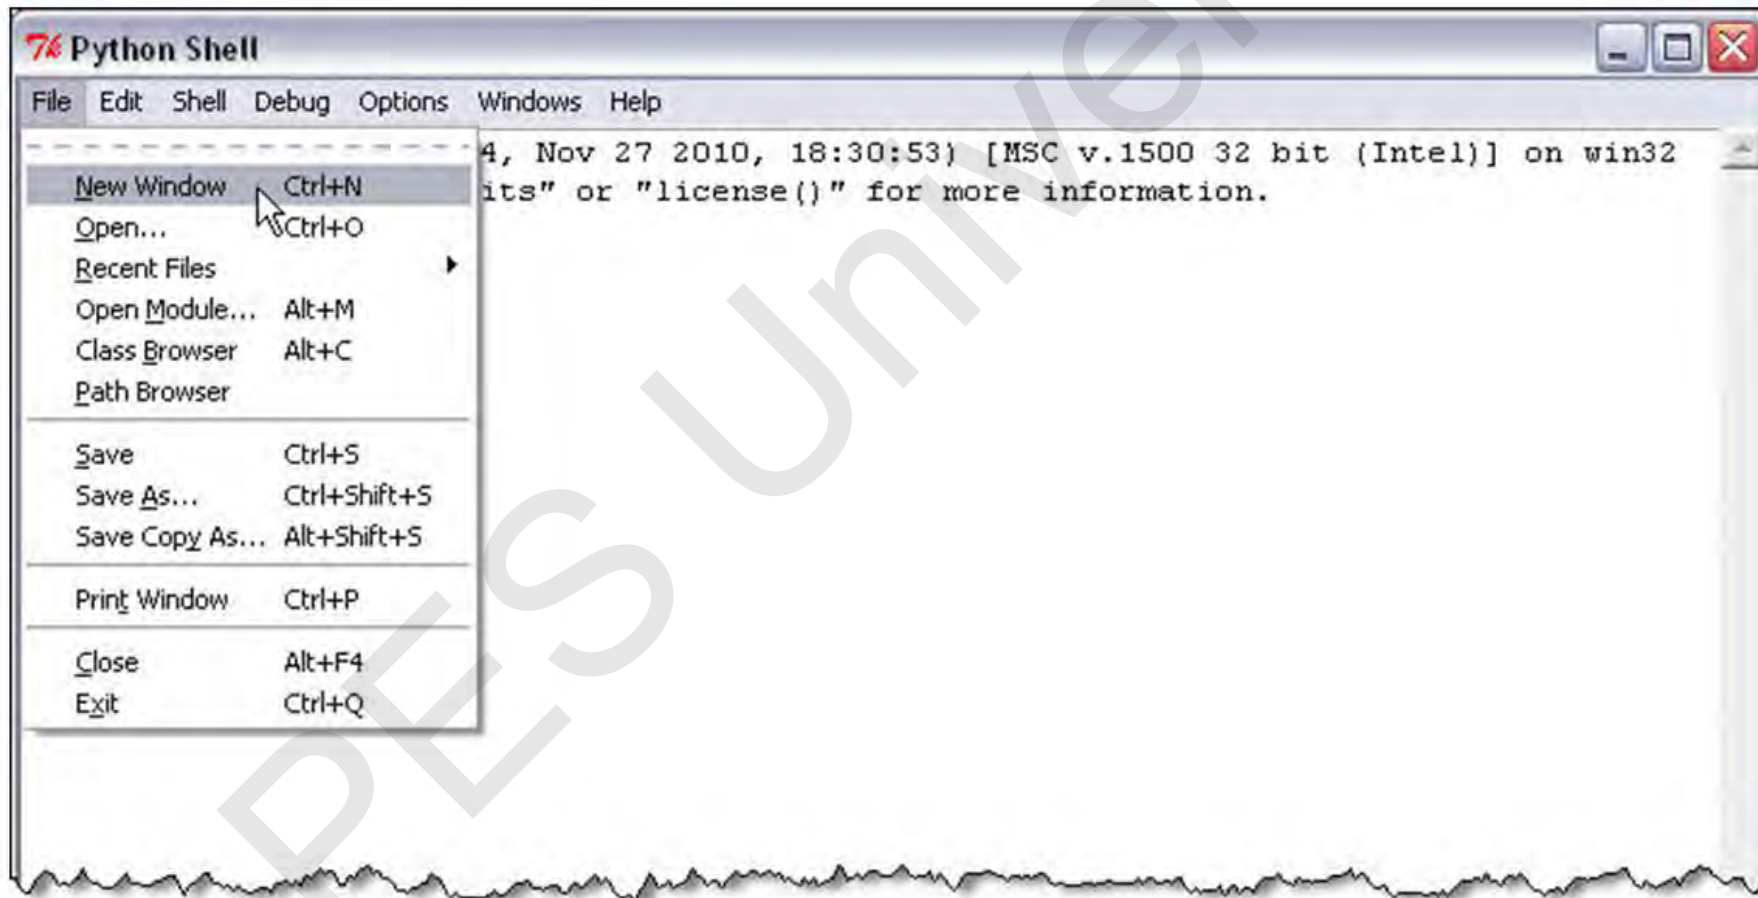 Python Shell
File Edit Shell Debug Options Windows Help
4, Nov 27 2010, 18:30:53) [MSC v.1500 32 bit (Intel)] on win32
its" or "license()" for more information.
New Window Ctrl+N
Open... Ctrl+O
Recent Files
Open Module... Alt+M
Class Browser Alt+C
Path Browser
Save Ctrl+S
Save As... Ctrl+Shift+S
Save Copy As... Alt+Shift+S
Print Window Ctrl+P
Close Alt+F4
Exit Ctrl+Q
PES Univer